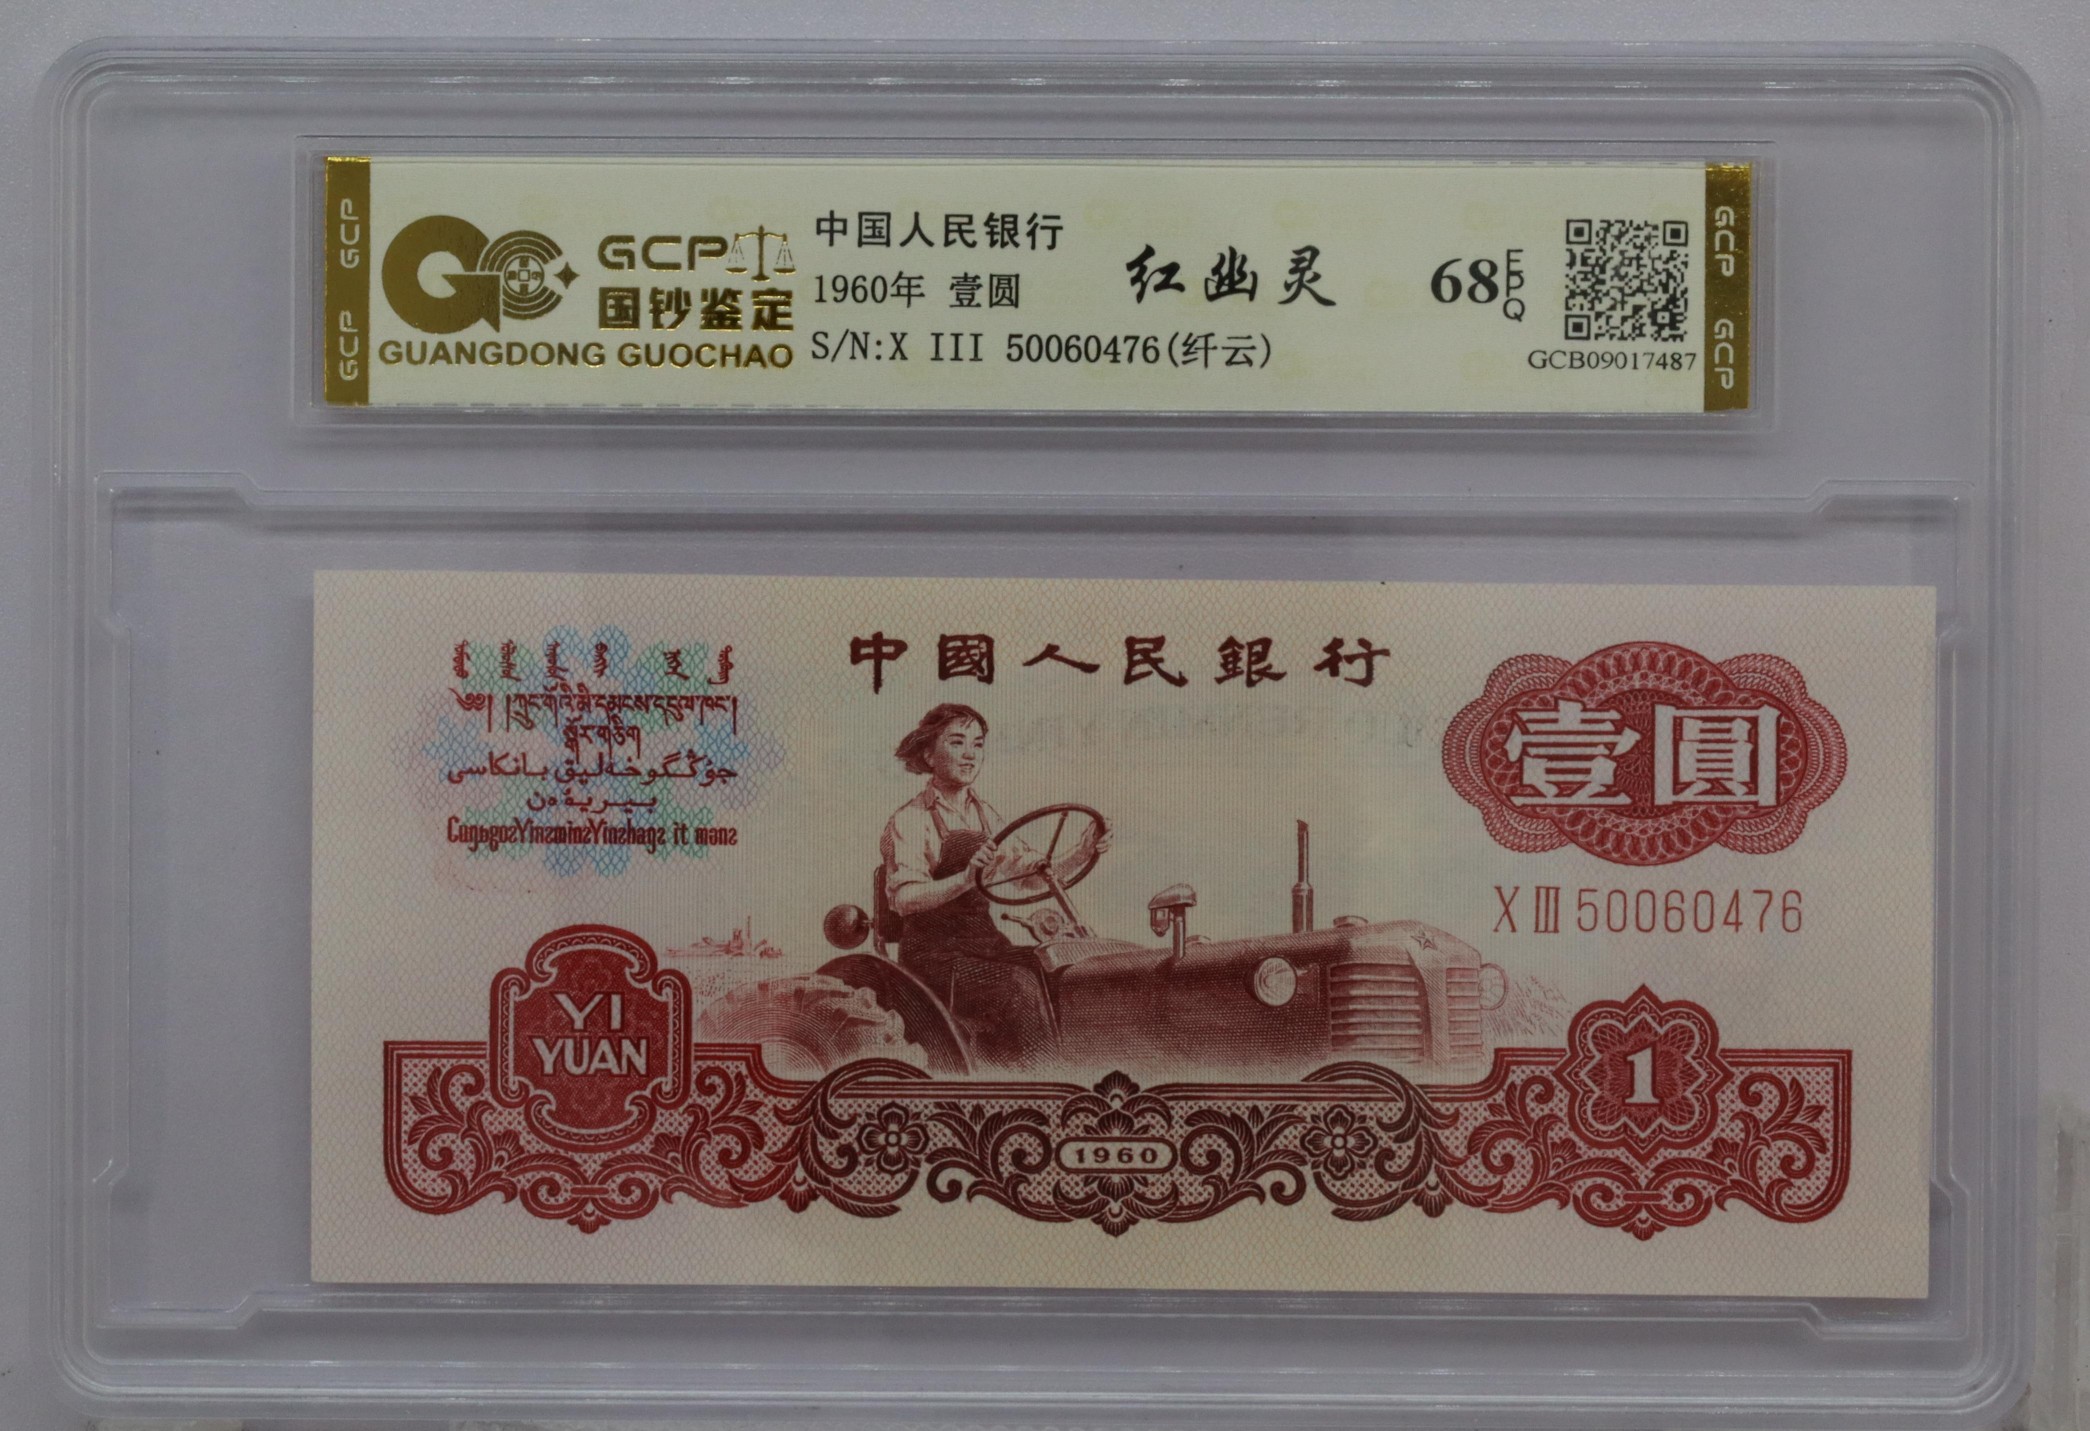 GCP
GCP
GCP
国钞鉴定
GUANGDONG GUOCHAO
中国人民银行
1960年 壹圆
S/N:X III 50060476(纤云)
红幽灵
68
EPQ
GCB09017487
GCP
GCP
中國人民銀行
壹圓
X III 50060476
YI
YUAN
1
1960